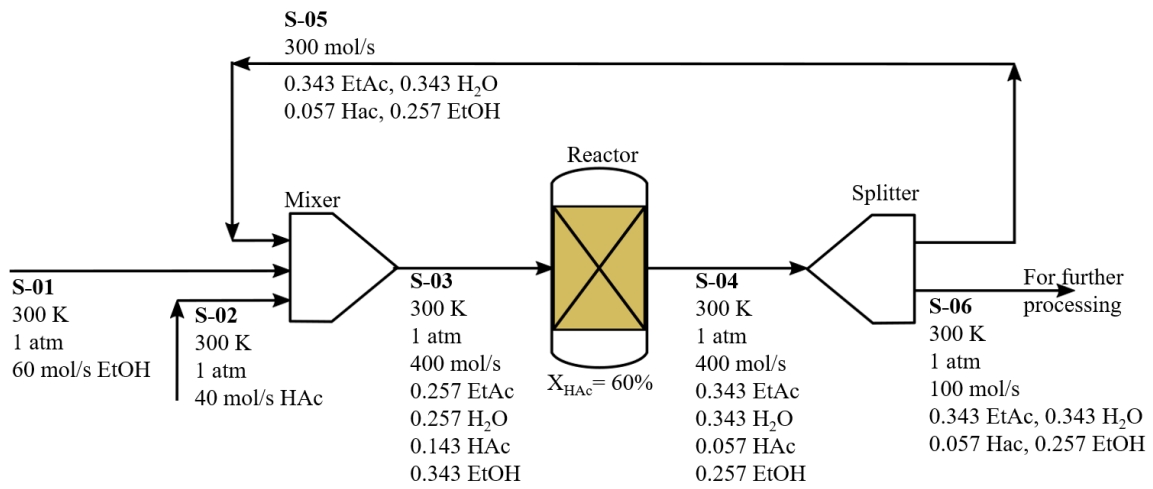 S-05
300 mol/s
0.343 EtAc, 0.343 H₂O
0.057 Hac, 0.257 EtOH
Mixer
Reactor
Splitter
S-01
300 K
1 atm
60 mol/s EtOH
S-02
300 K
1 atm
40 mol/s HAc
S-03
300 K
1 atm
400 mol/s
0.257 EtAc
0.257 H₂O
0.143 HAc
0.343 EtOH
X_HAc= 60%
S-04
300 K
1 atm
400 mol/s
0.343 EtAc
0.343 H₂O
0.057 HAc
0.257 EtOH
For further
processing
S-06
300 K
1 atm
100 mol/s
0.343 EtAc, 0.343 H₂O
0.057 Hac, 0.257 EtOH